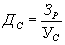 Д_С = З_Р / У_С